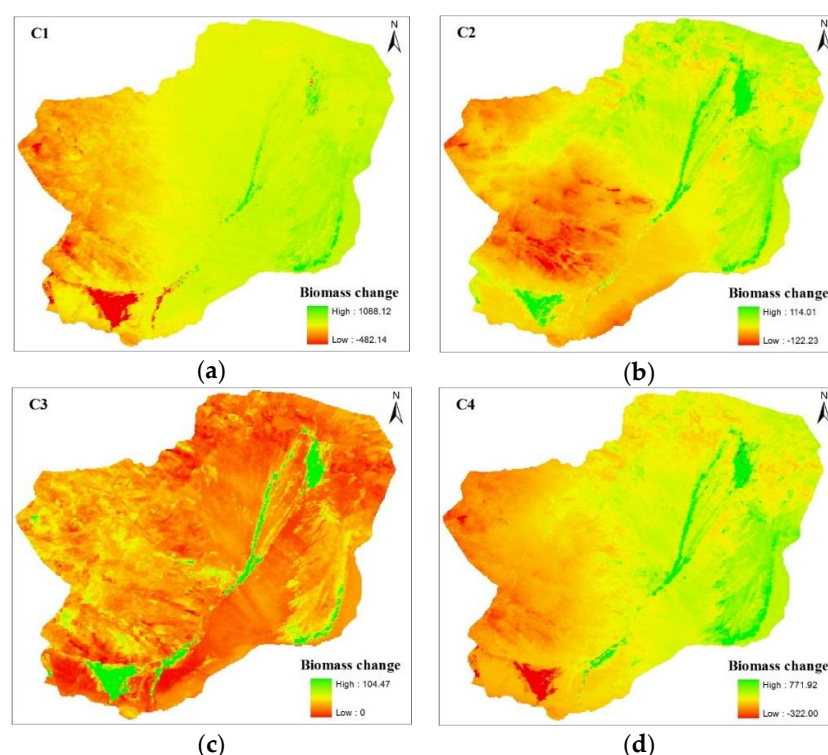 C1
N
Biomass change
High : 1088.12
Low : -482.14
(a)
C2
N
Biomass change
High : 114.01
Low : -122.23
(b)
C3
N
Biomass change
High : 104.47
Low : 0
(c)
C4
N
Biomass change
High : 771.92
Low : -322.00
(d)